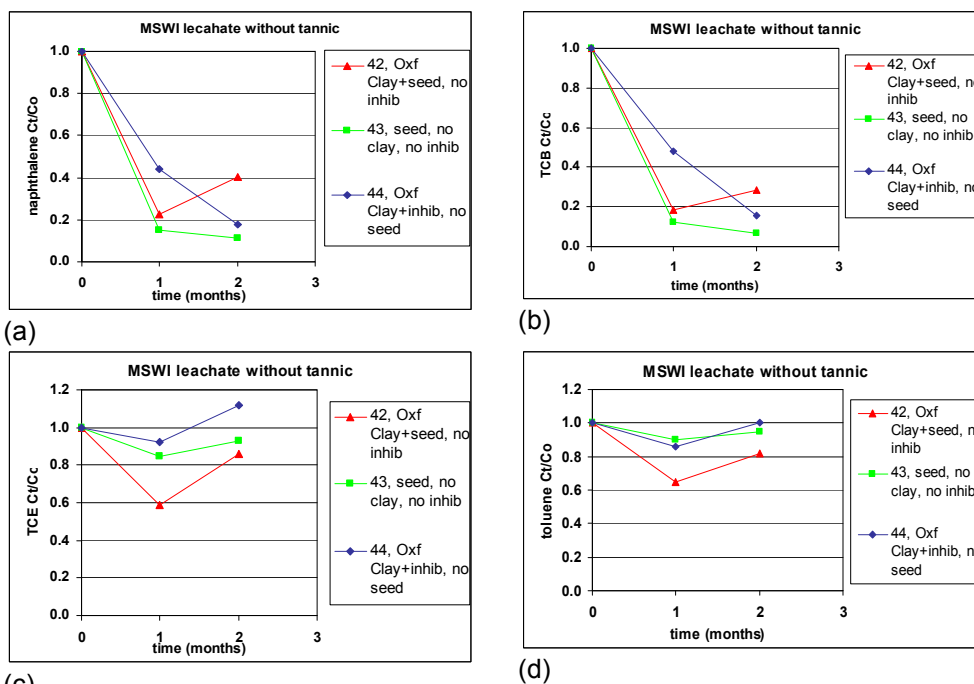 MSWI lecahate without tannic
naphthalene Ct/Co
1.0
0.8
0.6
0.4
0.2
0.0
0 1 2 3
time (months)
42, Oxf
Clay+seed, no
inhib
43, seed, no
clay, no inhib
44, Oxf
Clay+inhib, no
seed
(a)
MSWI leachate without tannic
TCB Ct/Cc
1.0
0.8
0.6
0.4
0.2
0.0
0 1 2 3
time (months)
42, Oxf
Clay+seed, no
inhib
43, seed, no
clay, no inhib
44, Oxf
Clay+inhib, no
seed
(b)
MSWI leachate without tannic
TCE Ct/Cc
1.2
1.0
0.8
0.6
0.4
0.2
0.0
0 1 2 3
time (months)
42, Oxf
Clay+seed, no
inhib
43, seed, no
clay, no inhib
44, Oxf
Clay+inhib, no
seed
(c)
MSWI leachate without tannic
toluene Ct/Co
1.2
1.0
0.8
0.6
0.4
0.2
0.0
0 1 2 3
time (months)
42, Oxf
Clay+seed, no
inhib
43, seed, no
clay, no inhib
44, Oxf
Clay+inhib, n
seed
(d)